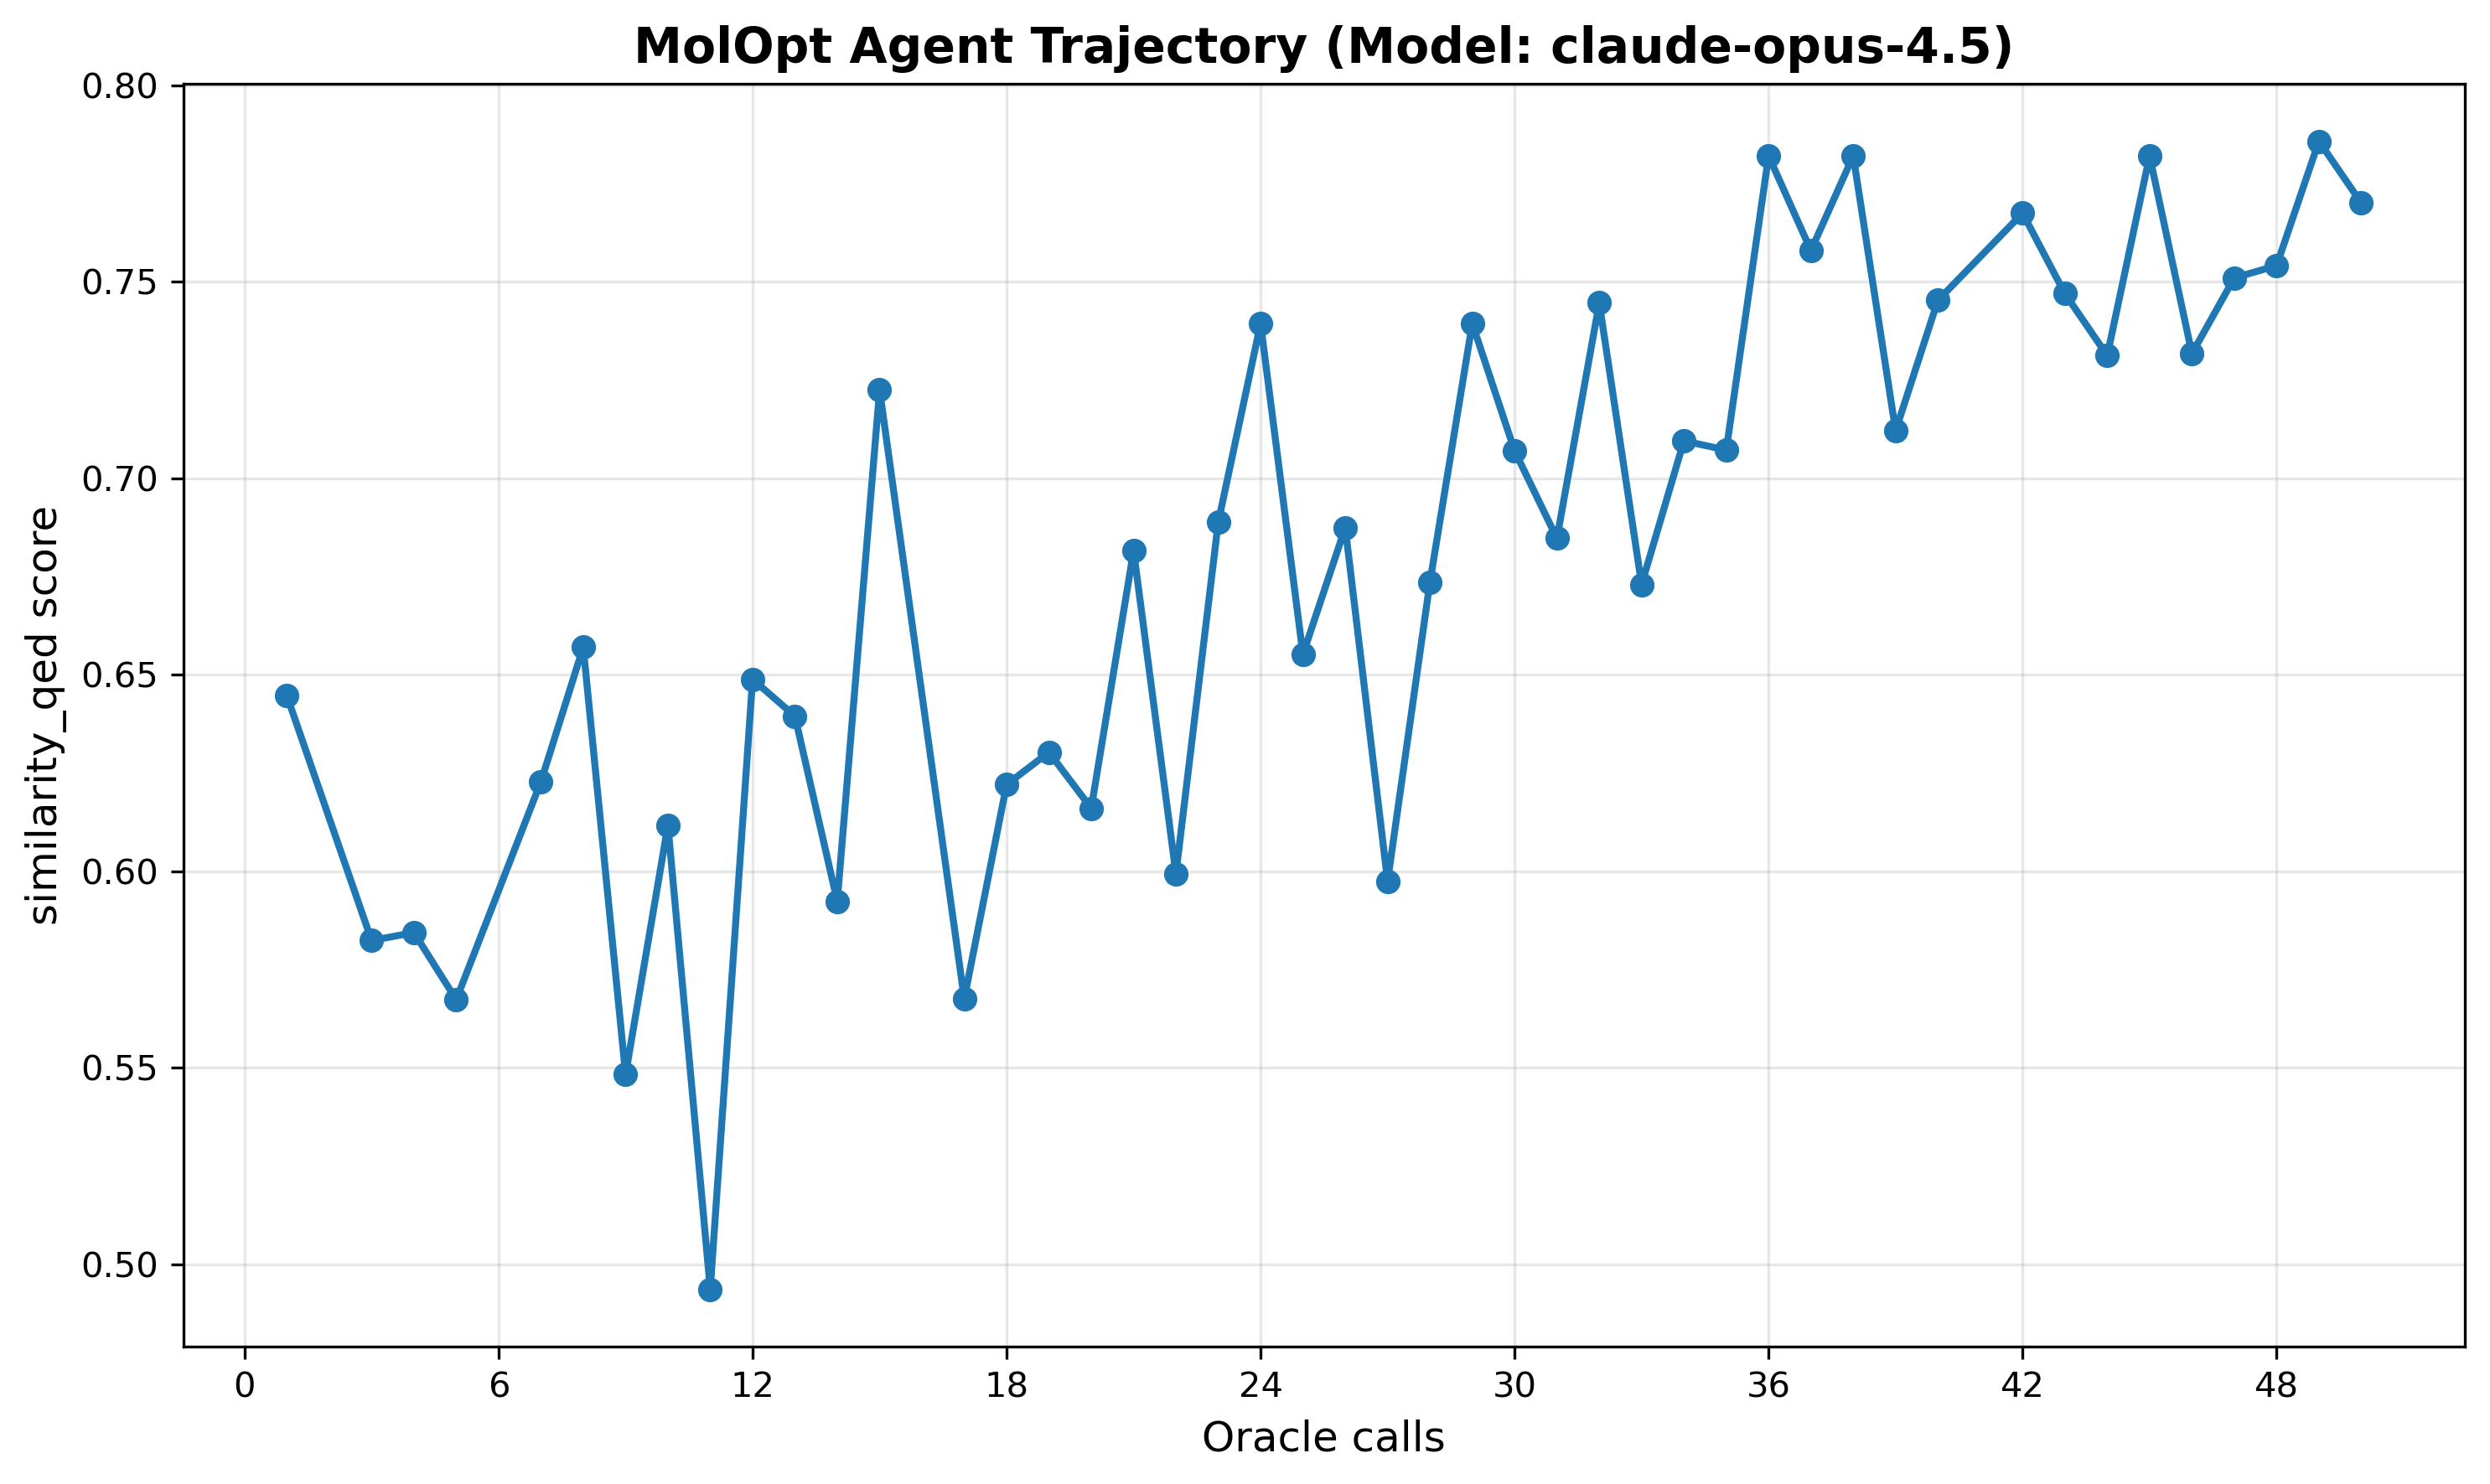 MolOpt Agent Trajectory (Model: claude-opus-4.5)
0.80
0.75
0.70
0.65
0.60
0.55
0.50
similarity_qed score
0 6 12 18 24 30 36 42 48
Oracle calls